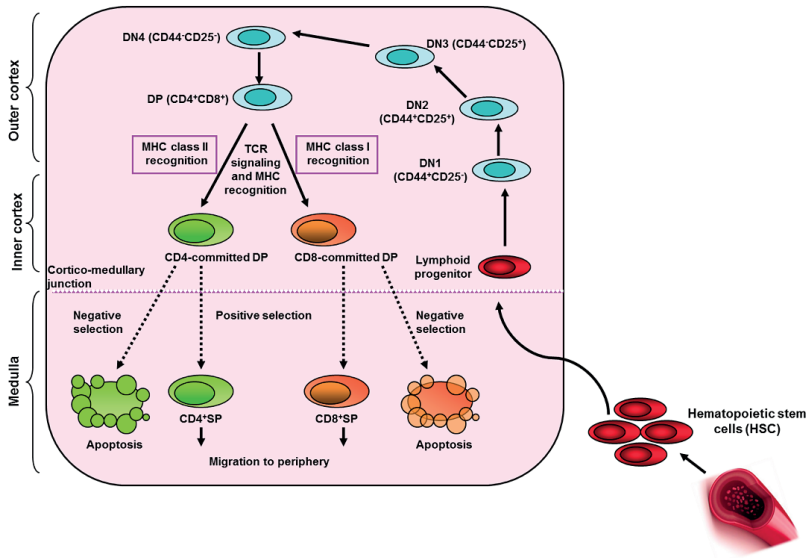 Outer cortex
Inner cortex
Medulla
DN4 (CD44⁻CD25⁻)
DN3 (CD44⁻CD25⁺)
DP (CD4⁺CD8⁺)
DN2
(CD44⁺CD25⁺)
DN1
(CD44⁺CD25⁻)
MHC class II
recognition
TCR
signaling
and MHC
recognition
MHC class I
recognition
CD4-committed DP
CD8-committed DP
Lymphoid
progenitor
Cortico-medullary
junction
Negative
selection
Positive selection
Negative
selection
CD4⁺SP
CD8⁺SP
Apoptosis
Apoptosis
Migration to periphery
Hematopoietic stem
cells (HSC)